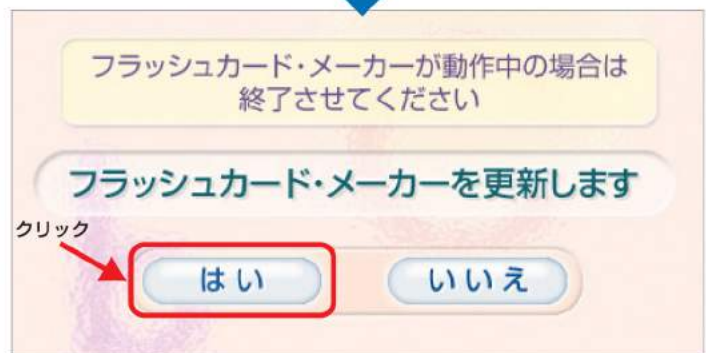 フラッシュカード・メーカーが動作中の場合は
終了させてください
フラッシュカード・メーカーを更新します
クリック
はい
いいえ